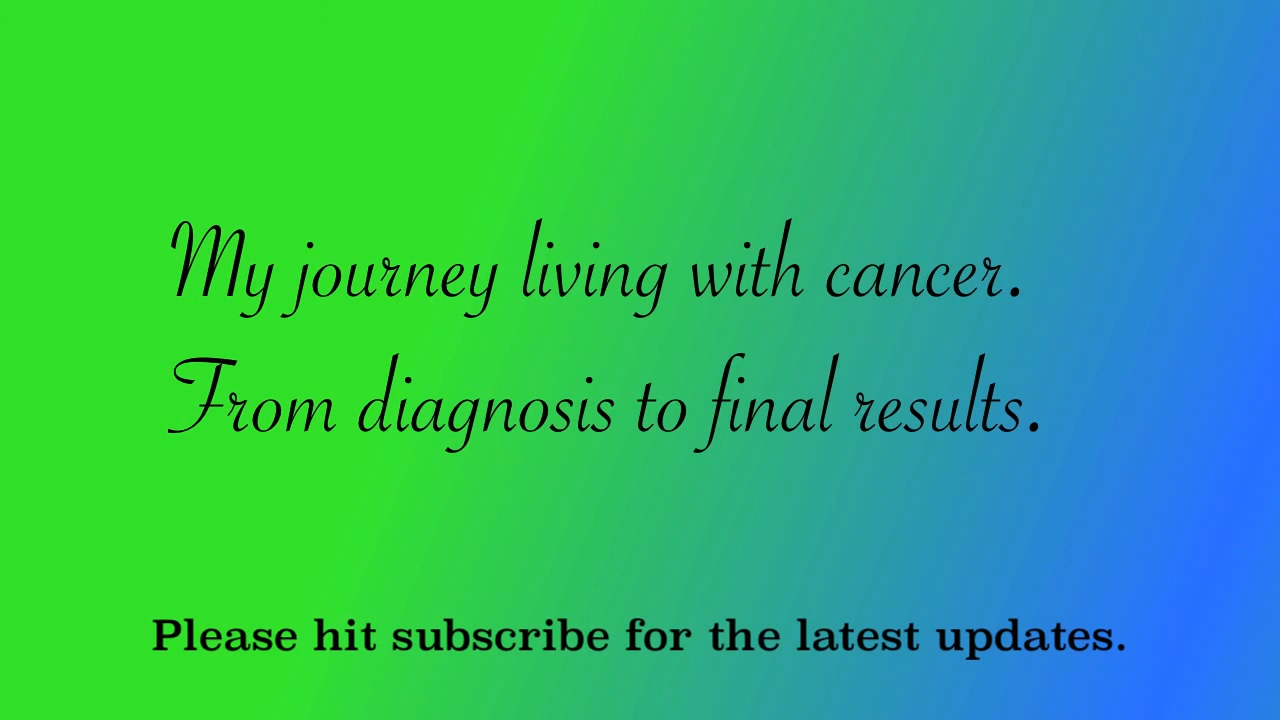 My journey living with cancer.
From diagnosis to final results.
Please hit subscribe for the latest updates.